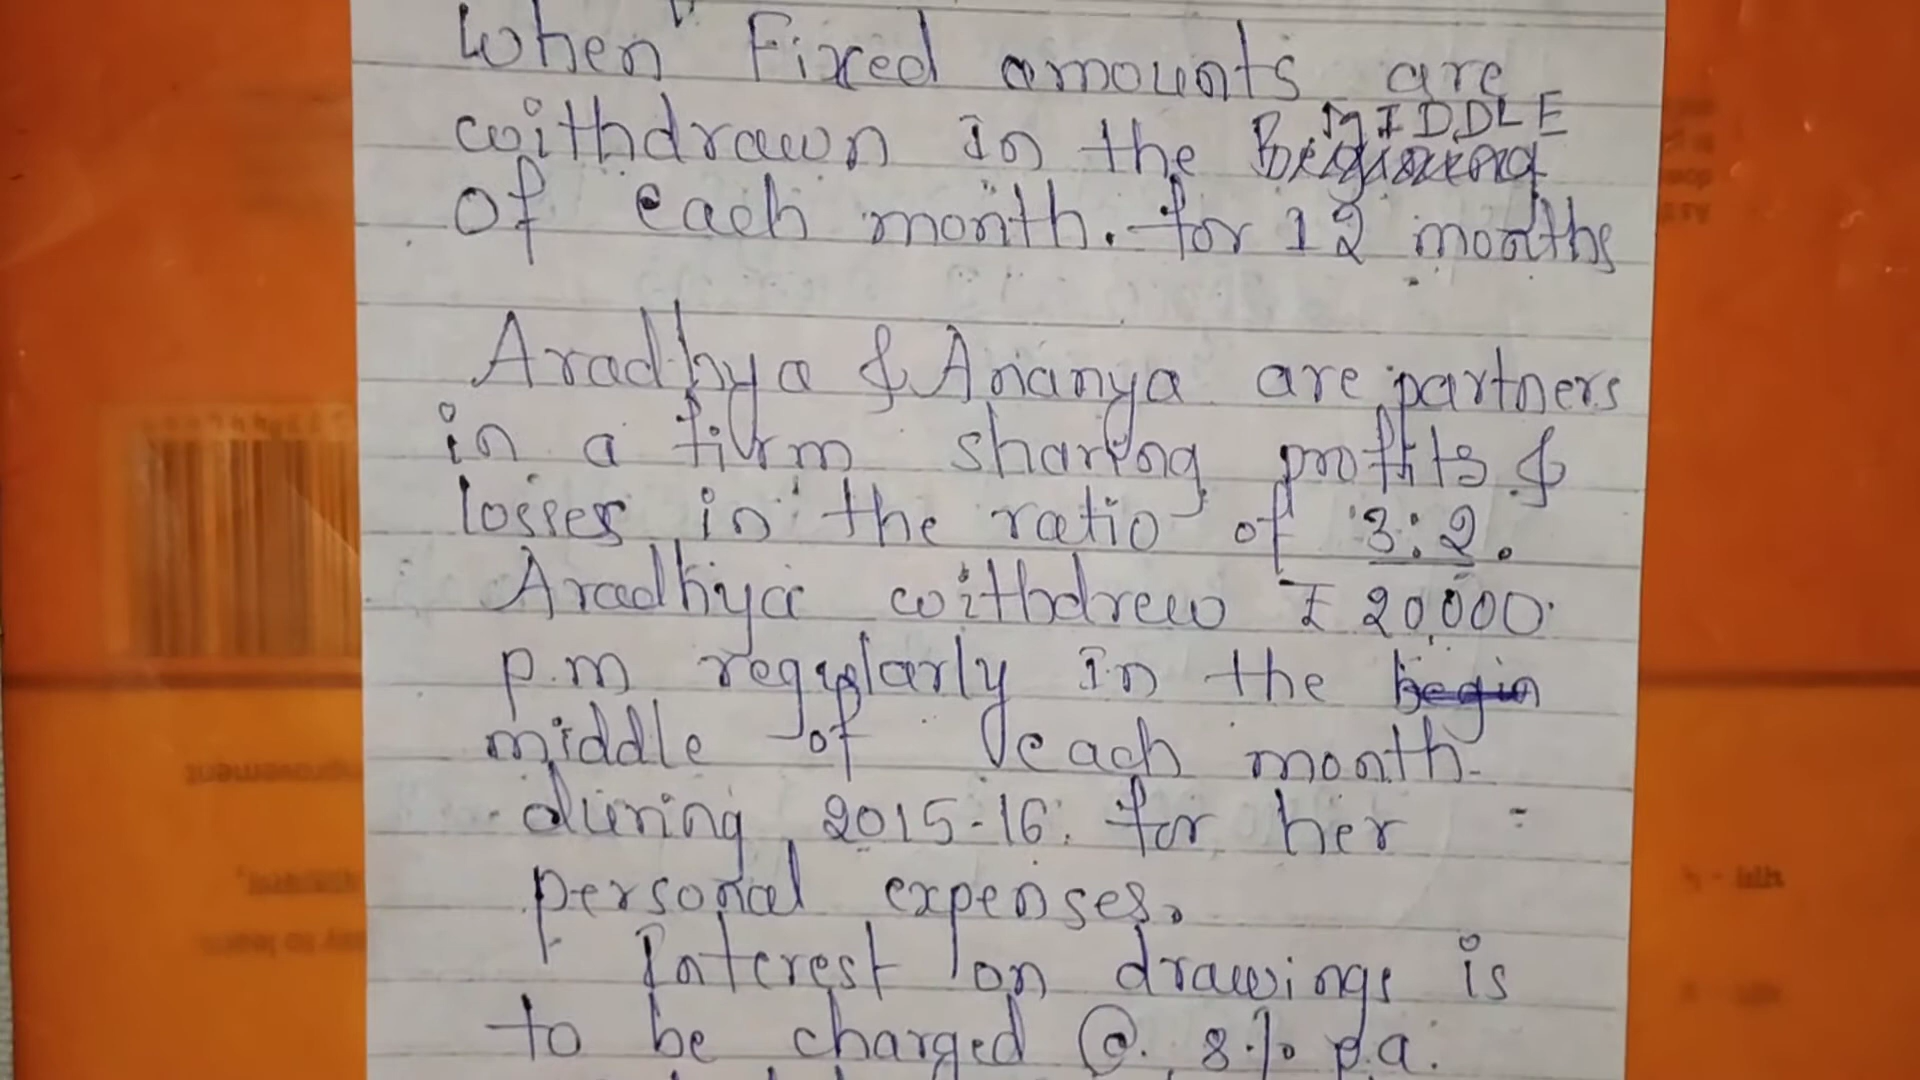 When Fixed amounts are
withdrawn in the MIDDLE
of each month. for 12 months
Aradhya & Ananya are partners
in a firm sharing profits &
losses in the ratio of 3:2.
Aradhya withdrew ₹ 20,000
p.m regularly in the begin
middle of each month
during 2015-16. for her
personal expenses.
Interest on drawings is
to be charged @. 8% p.a.